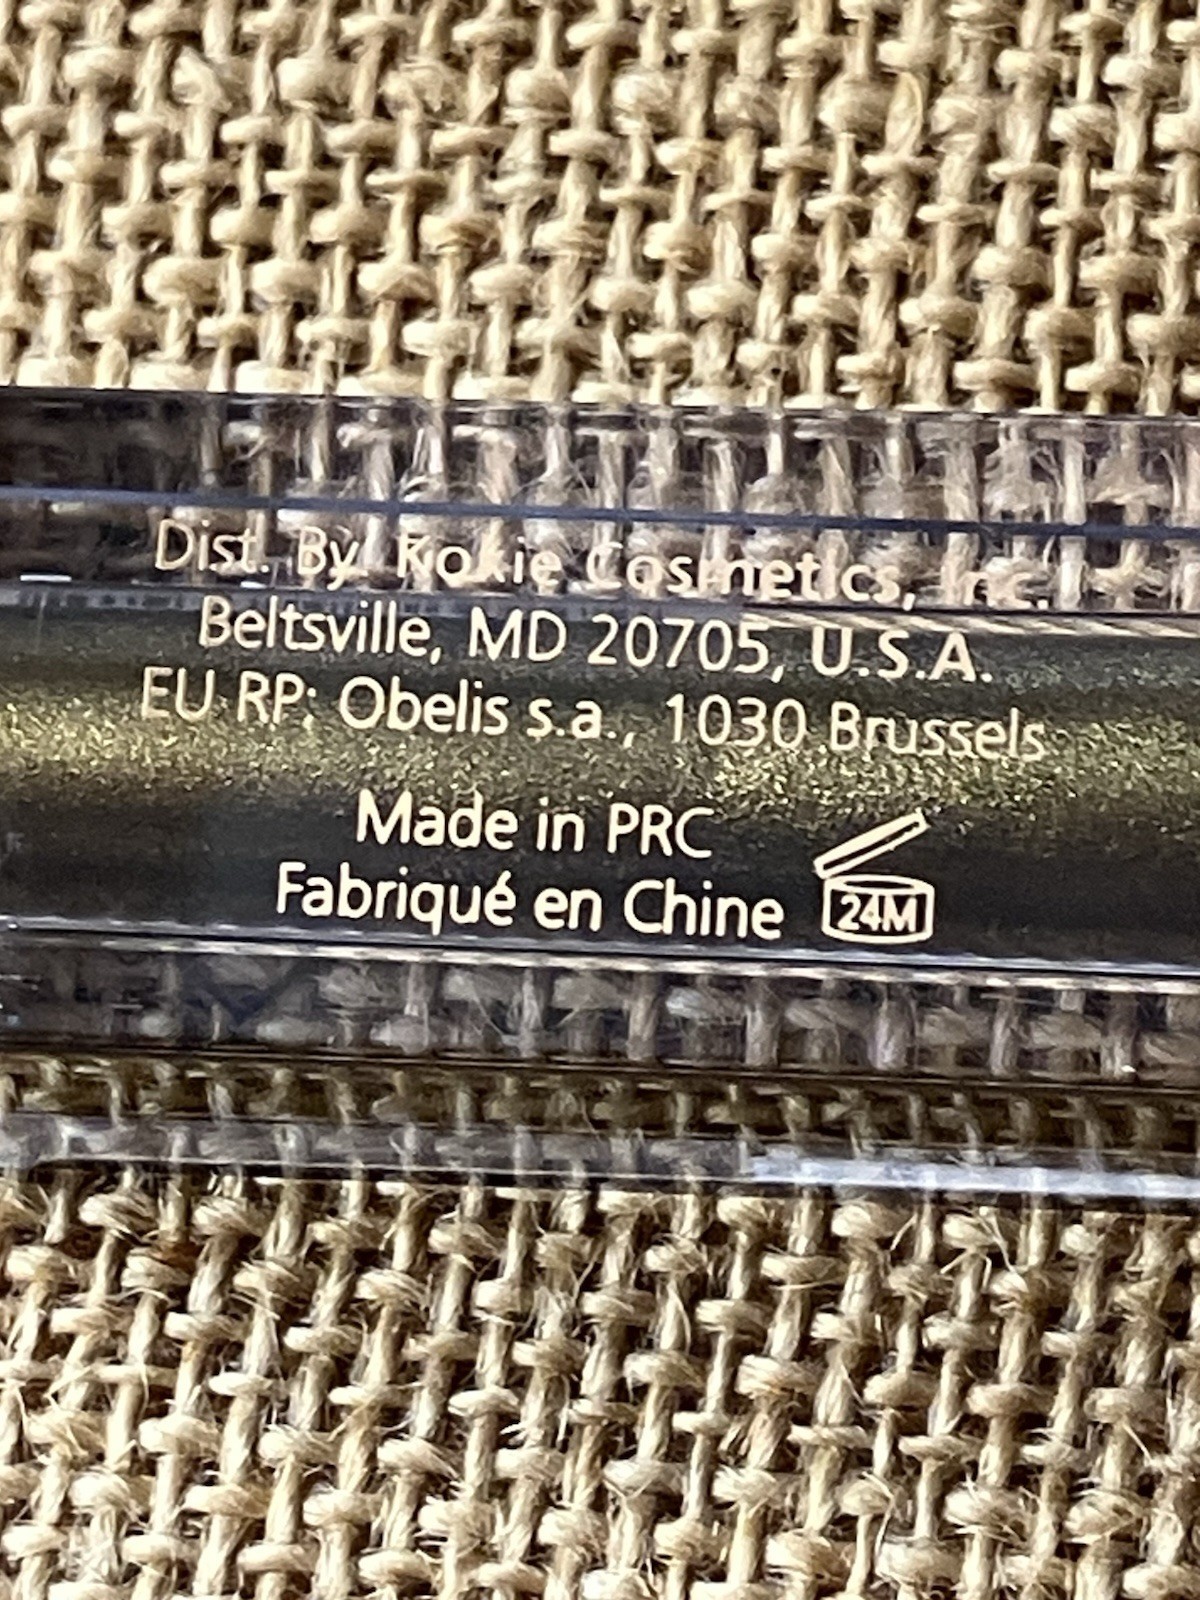 Dist. By: Kokie Cosmetics, Inc.
Beltsville, MD 20705, U.S.A.
EU RP: Obelis s.a., 1030 Brussels
Made in PRC
Fabriqué en Chine
24M